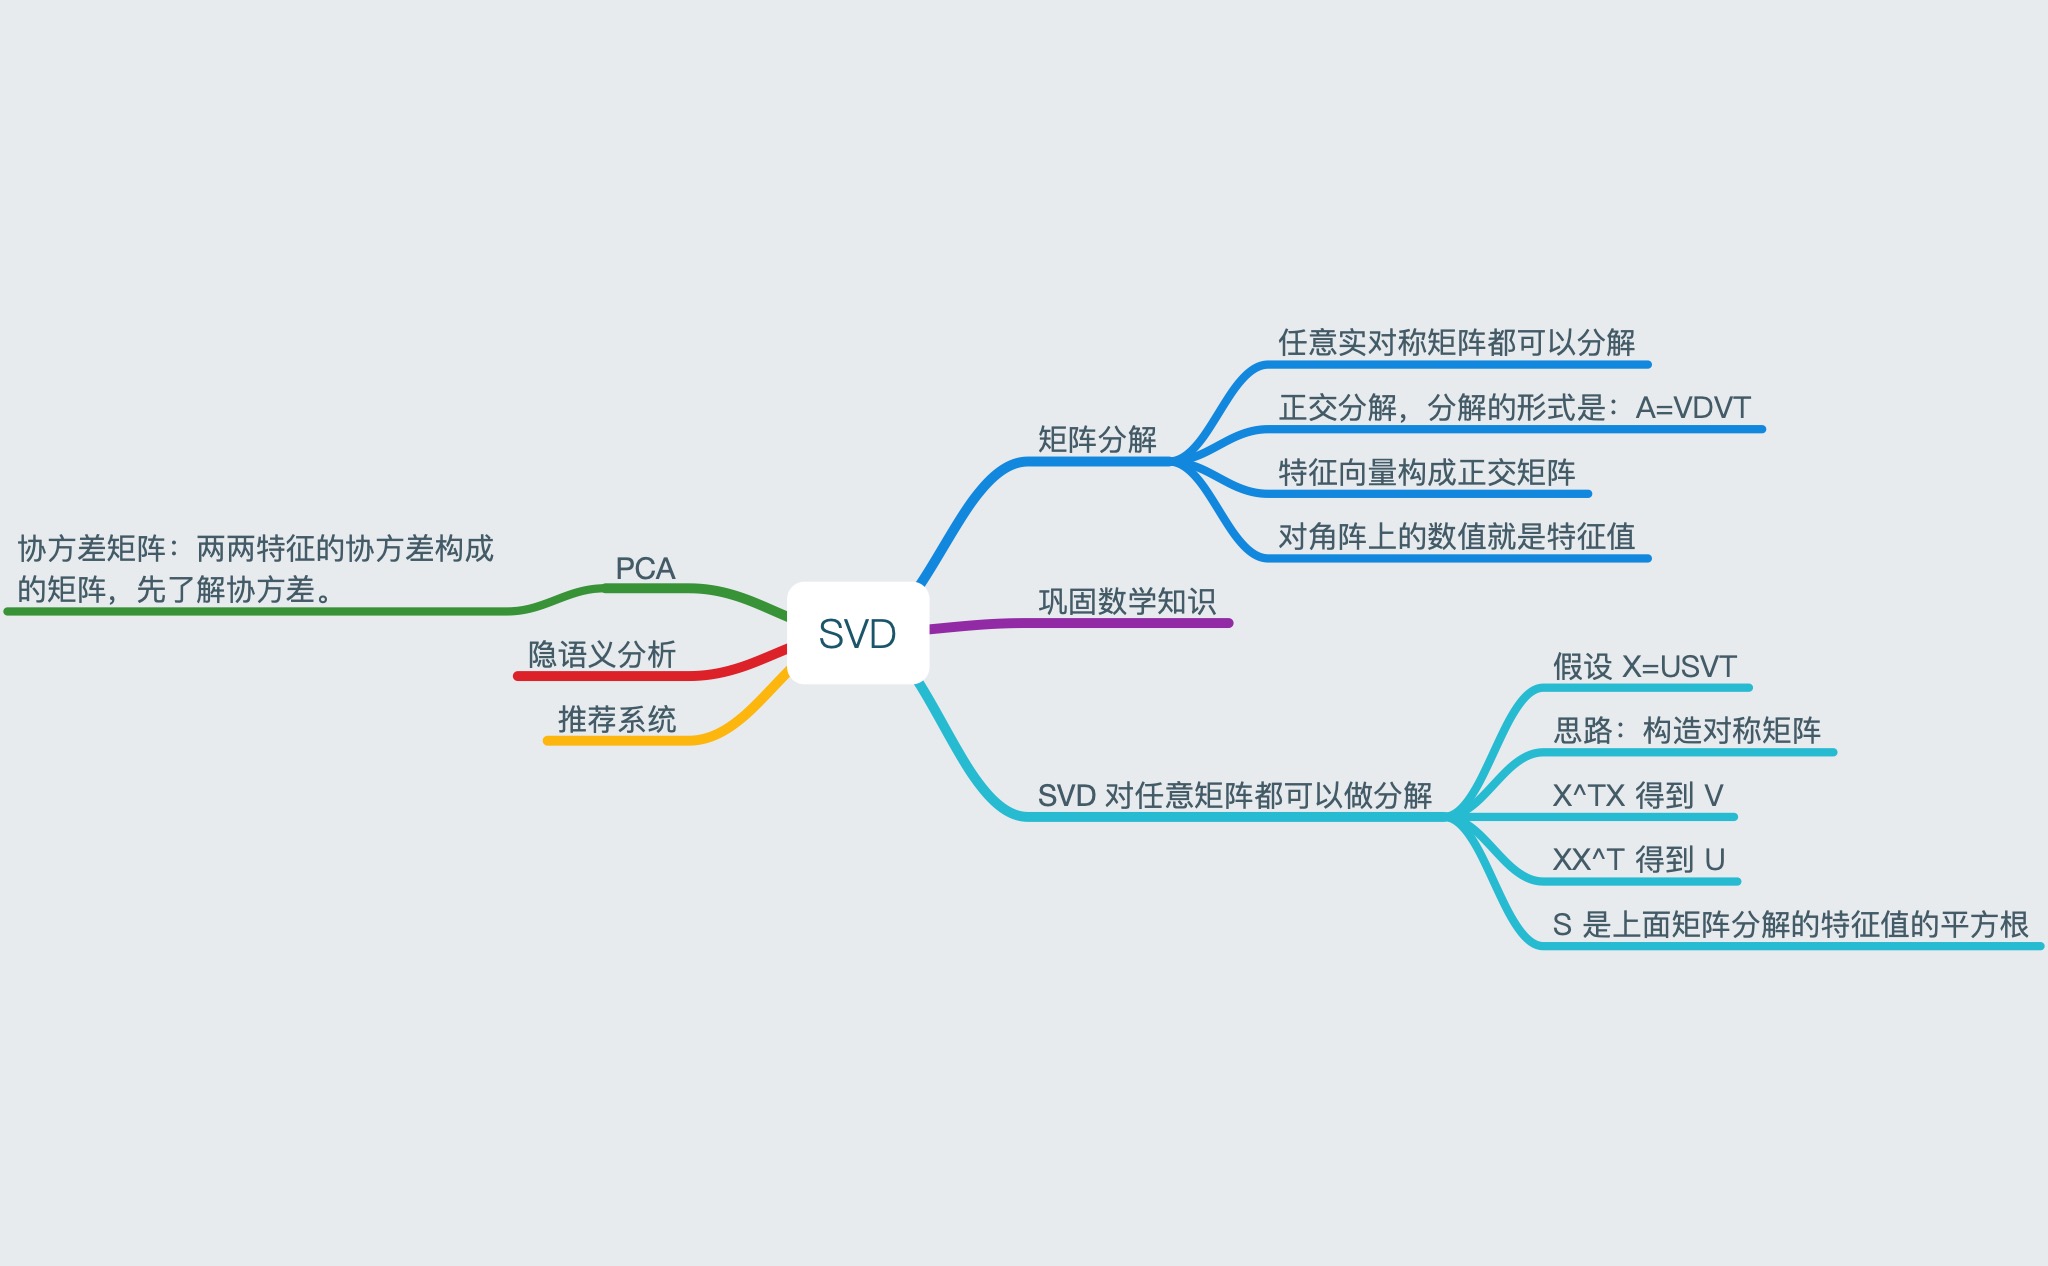 SVD
矩阵分解
任意实对称矩阵都可以分解
正交分解，分解的形式是：A=VDVT
特征向量构成正交矩阵
对角阵上的数值就是特征值
巩固数学知识
SVD 对任意矩阵都可以做分解
假设 X=USVT
思路：构造对称矩阵
X^TX 得到 V
XX^T 得到 U
S 是上面矩阵分解的特征值的平方根
PCA
协方差矩阵：两两特征的协方差构成
的矩阵，先了解协方差。
隐语义分析
推荐系统